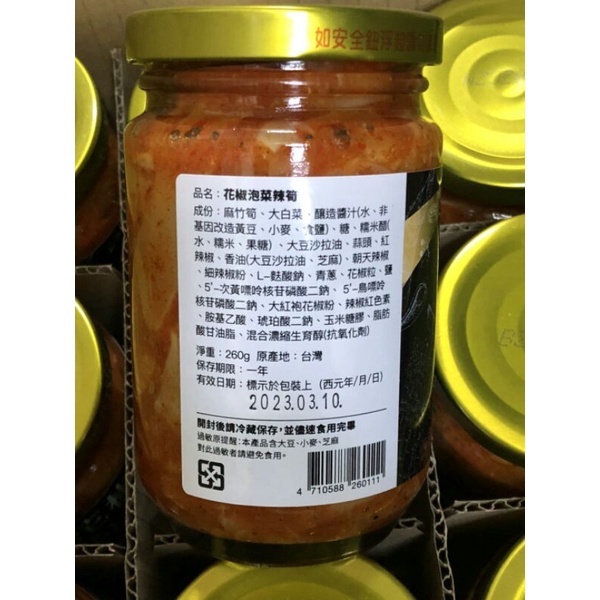 如安全鈕浮起請
品名：花椒泡菜辣筍
成份：麻竹筍、大白菜、釀造醬汁(水、非
基因改造黃豆、小麥、食鹽)、糖、糯米醋(
水、糯米、果糖)、大豆沙拉油、蒜頭、紅
辣椒、香油(大豆沙拉油、芝麻)、朝天辣椒
、細辣椒粉、L-麩酸鈉、青蔥、花椒粒、鹽
、5'-次黃嘌呤核苷磷酸二鈉、5'-鳥嘌呤
核苷磷酸二鈉、大紅袍花椒粉、辣椒紅色素
、胺基乙酸、琥珀酸二鈉、玉米糖膠、脂肪
酸甘油脂、混合濃縮生育醇(抗氧化劑)
淨重：260g 原產地：台灣
保存期限：一年
有效日期：標示於包裝上 (西元年/月/日)
2023.03.10.
開封後請冷藏保存，並儘速食用完畢
過敏原提醒：本產品含大豆、小麥、芝麻
對此過敏者請避免食用。
4 710588 260111